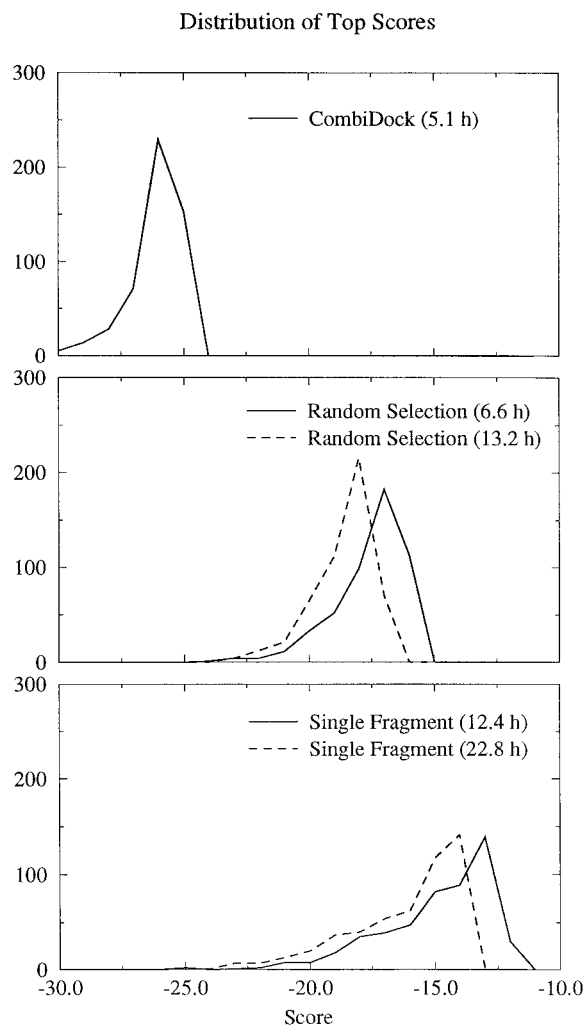 Distribution of Top Scores
300
CombiDock (5.1 h)
200
100
0
300
Random Selection (6.6 h)
Random Selection (13.2 h)
200
100
0
300
Single Fragment (12.4 h)
Single Fragment (22.8 h)
200
100
0
-30.0 -25.0 -20.0 -15.0 -10.0
Score